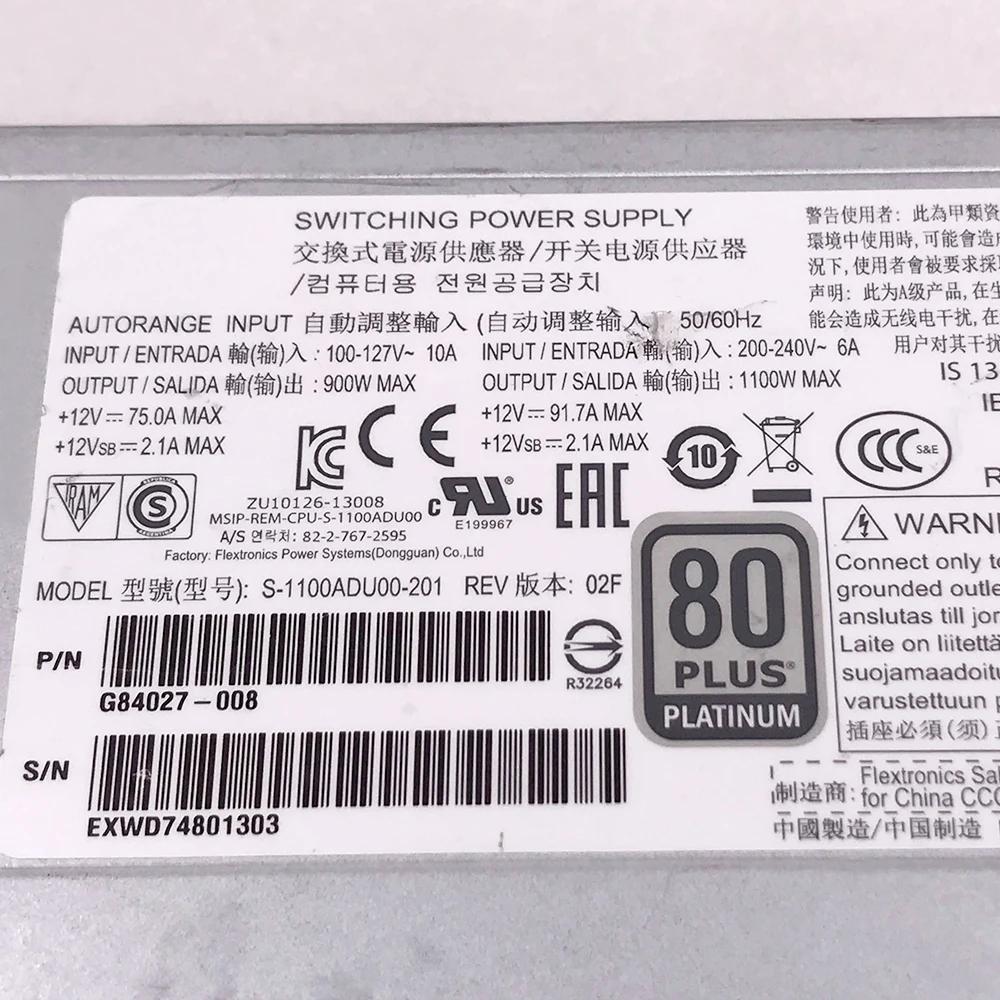 SWITCHING POWER SUPPLY
交換式電源供應器/开关电源供应器
/컴퓨터용 전원공급장치
AUTORANGE INPUT 自動調整輸入 (自动调整输入 50/60Hz
INPUT / ENTRADA 輸(输)入 : 100-127V~ 10A
OUTPUT / SALIDA 輸(输)出 : 900W MAX
+12V⎓75.0A MAX
+12VSB⎓2.1A MAX
INPUT / ENTRADA 輸(输)入 : 200-240V~ 6A
OUTPUT / SALIDA 輸(输)出 : 1100W MAX
+12V⎓91.7A MAX
+12VSB⎓2.1A MAX
KC CE
10
CCC S&E
TRAM
S
ZU10126-13008
MSIP-REM-CPU-S-1100ADU00
A/S 연락처: 82-2-767-2595
Factory: Flextronics Power Systems(Dongguan) Co.,Ltd
c RU® US
E199967
EAC
MODEL 型號(型号): S-1100ADU00-201 REV 版本: 02F
P/N
G84027-008
R32264
80
PLUS®
PLATINUM
S/N
EXWD74801303
警告使用者: 此為甲類資
環境中使用時, 可能會造
況下, 使用者會被要求採
声明: 此为A级产品, 在生
能会造成无线电干扰, 在
用户对其干扰
IS 13
WARNI
Connect only to
grounded outle
anslutas till jor
Laite on liitettä
suojamaadoitu
varustettuun p
插座必須(须)
Flextronics Sal
制造商: for China CCC
中國製造/中国制造